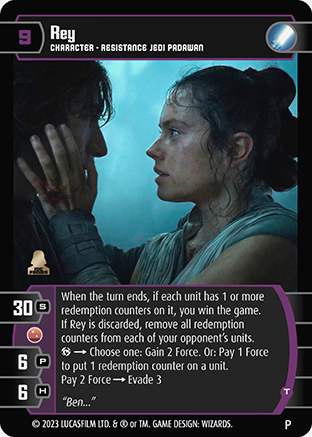 9
Rey
CHARACTER - RESISTANCE JEDI PADAWAN
30 S
6 P
6 H
When the turn ends, if each unit has 1 or more
redemption counters on it, you win the game.
If Rey is discarded, remove all redemption
counters from each of your opponent's units.
→ Choose one: Gain 2 Force. Or: Pay 1 Force
to put 1 redemption counter on a unit.
Pay 2 Force → Evade 3
"Ben..."
T
© 2023 LUCASFILM LTD. & ® or TM. GAME DESIGN: WIZARDS.
P